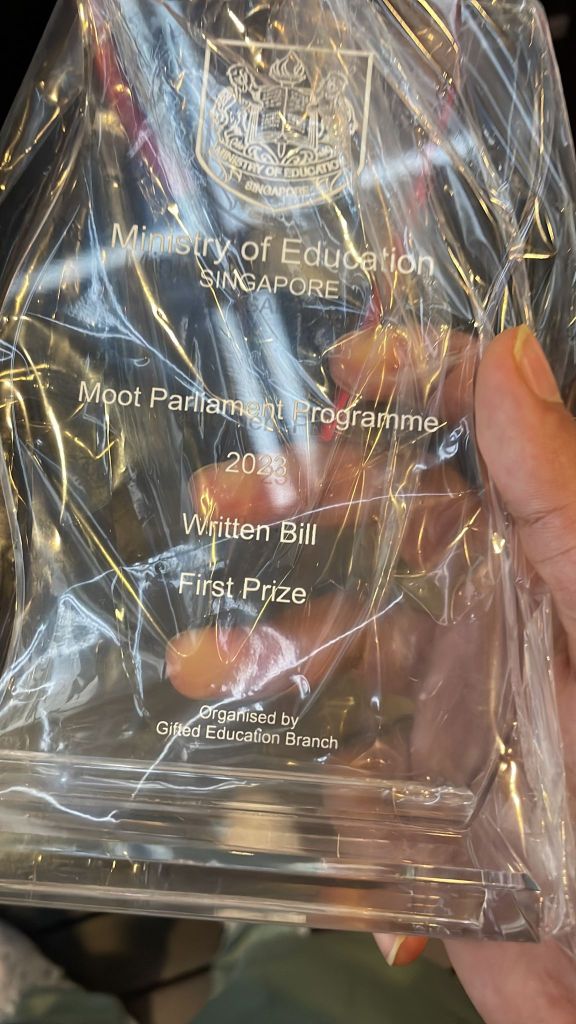 MINISTRY OF EDUCATION
SINGAPORE
Ministry of Education
SINGAPORE
Moot Parliament Programme
2023
Written Bill
First Prize
Organised by
Gifted Education Branch